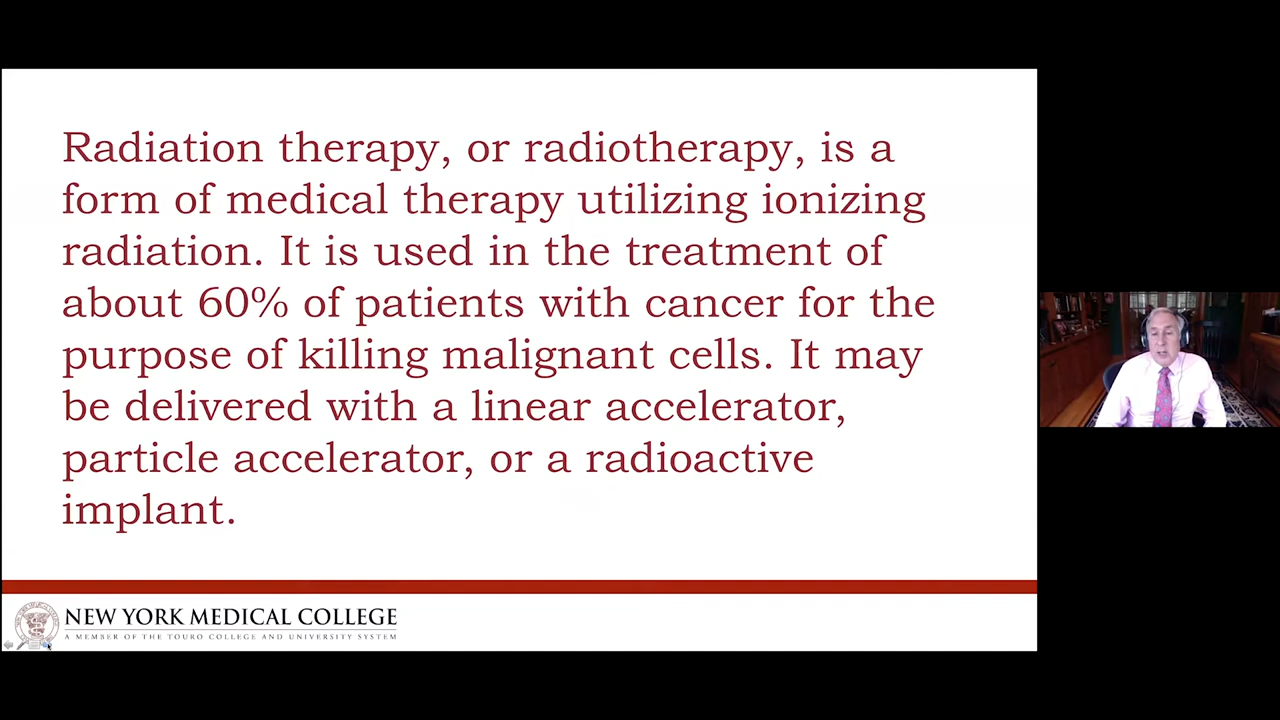 Radiation therapy, or radiotherapy, is a
form of medical therapy utilizing ionizing
radiation. It is used in the treatment of
about 60% of patients with cancer for the
purpose of killing malignant cells. It may
be delivered with a linear accelerator,
particle accelerator, or a radioactive
implant.
NEW YORK MEDICAL COLLEGE
A MEMBER OF THE TOURO COLLEGE AND UNIVERSITY SYSTEM